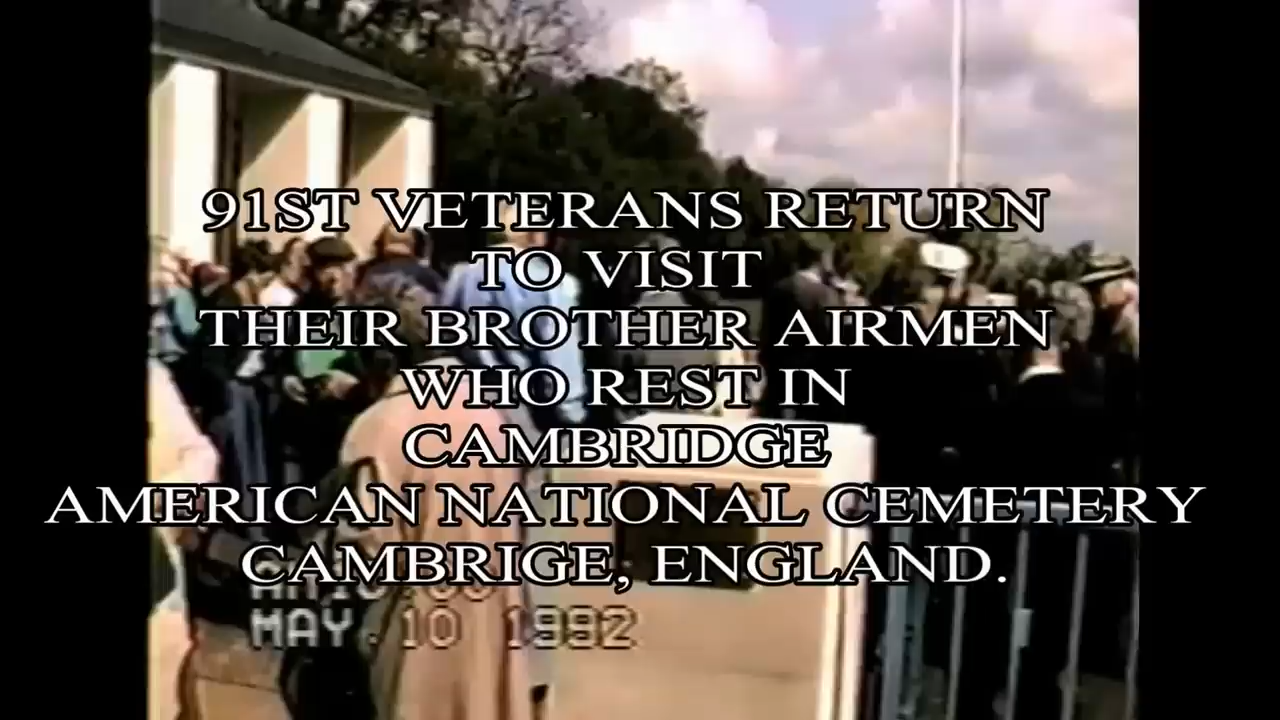 91ST VETERANS RETURN
TO VISIT
THEIR BROTHER AIRMEN
WHO REST IN
CAMBRIDGE
AMERICAN NATIONAL CEMETERY
CAMBRIGE, ENGLAND.
MAY.10 1992